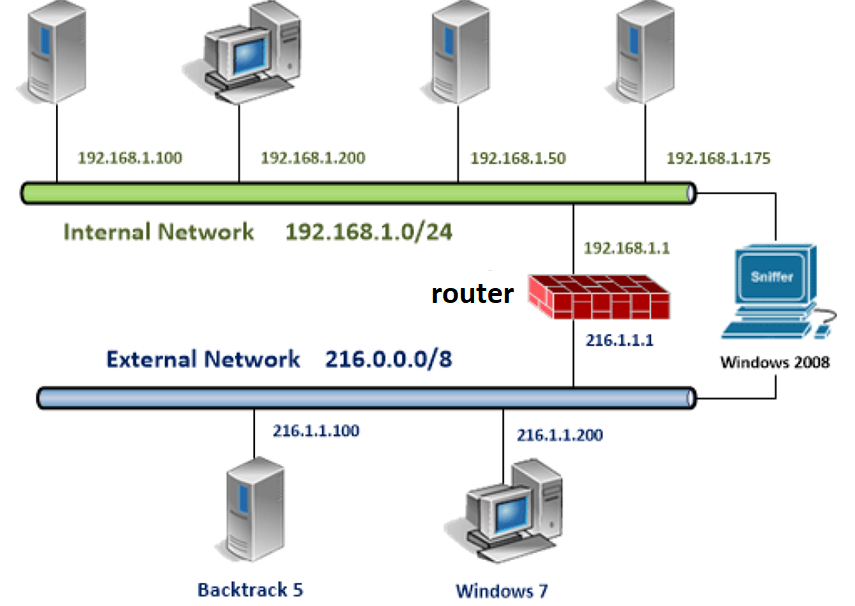 192.168.1.100
192.168.1.200
192.168.1.50
192.168.1.175
Internal Network 192.168.1.0/24
192.168.1.1
Sniffer
router
216.1.1.1
External Network 216.0.0.0/8
Windows 2008
216.1.1.100
216.1.1.200
Backtrack 5
Windows 7